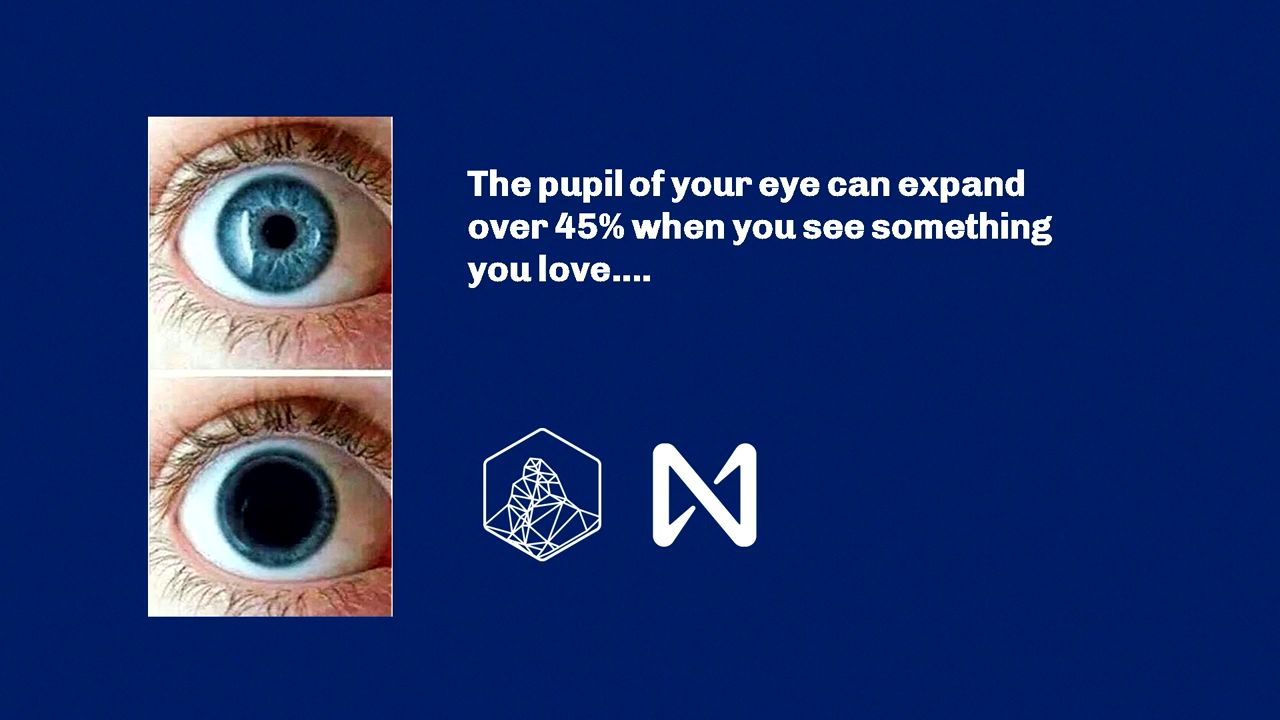 The pupil of your eye can expand
over 45% when you see something
you love....